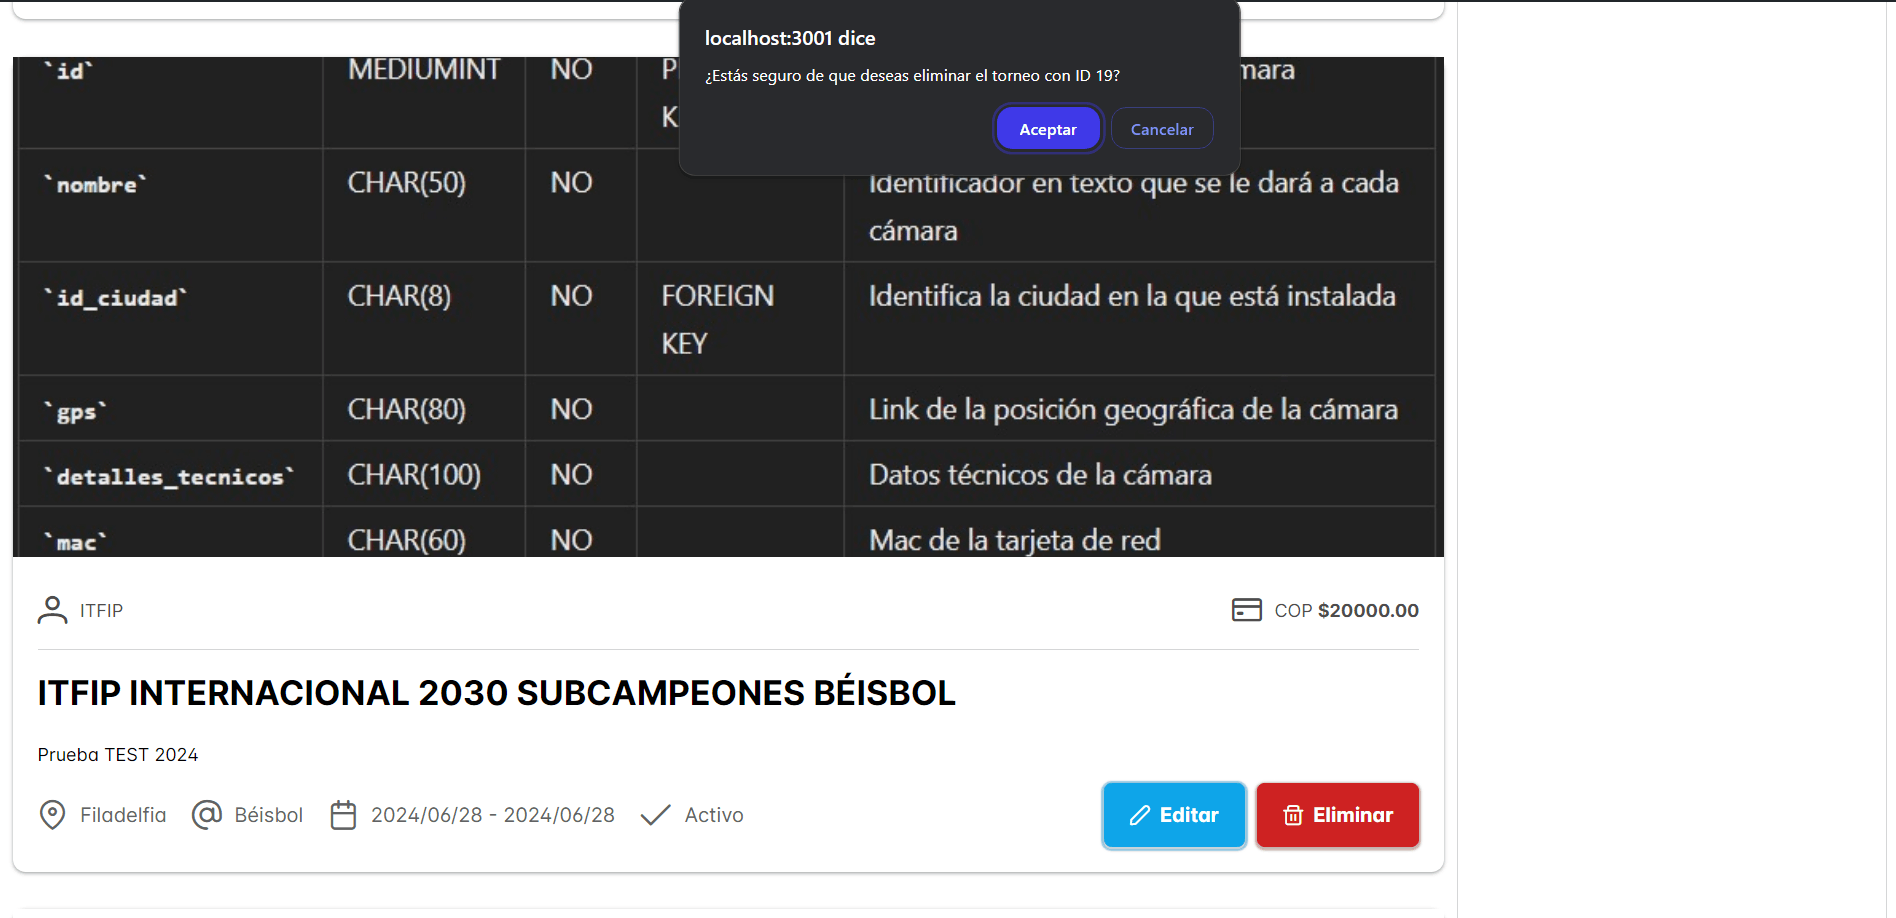 localhost:3001 dice
¿Estás seguro de que deseas eliminar el torneo con ID 19?
Aceptar Cancelar
`id` MEDIUMINT NO
`nombre` CHAR(50) NO Identificador en texto que se le dará a cada
cámara
`id_ciudad` CHAR(8) NO FOREIGN Identifica la ciudad en la que está instalada
KEY
`gps` CHAR(80) NO Link de la posición geográfica de la cámara
`detalles_tecnicos` CHAR(100) NO Datos técnicos de la cámara
`mac` CHAR(60) NO Mac de la tarjeta de red
ITFIP COP $20000.00
ITFIP INTERNACIONAL 2030 SUBCAMPEONES BÉISBOL
Prueba TEST 2024
Filadelfia Béisbol 2024/06/28 - 2024/06/28 Activo Editar Eliminar